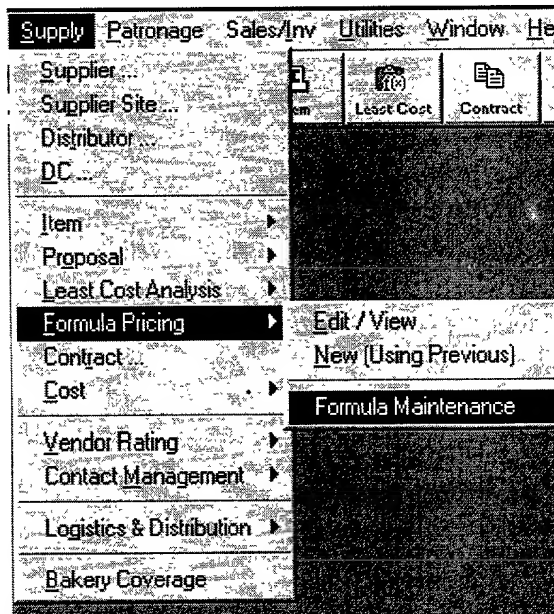 Supply Patronage Sales/Inv Utilities Window He
Supplier ...
Supplier Site ...
Distributor ...
DC ...
Item
Proposal
Least Cost Analysis
Formula Pricing
Contract ...
Cost
Vendor Rating
Contact Management
Logistics & Distribution
Bakery Coverage
em Least Cost Contract
f(x)
Edit / View
New (Using Previous)
Formula Maintenance